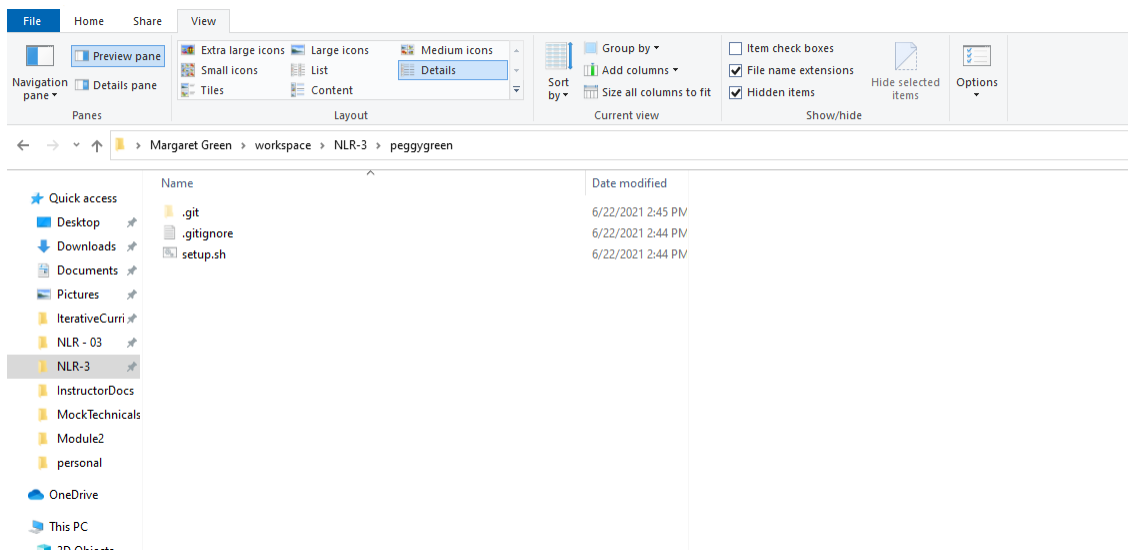 File Home Share View
Extra large icons Large icons Medium icons
Small icons List Details
Tiles Content
Navigation pane
Preview pane
Details pane
Sort by
Group by
Add columns
Size all columns to fit
Item check boxes
File name extensions
Hidden items
Hide selected items
Options
Panes Layout Current view Show/hide
Margaret Green > workspace > NLR-3 > peggygreen
Name Date modified
.git 6/22/2021 2:45 PM
.gitignore 6/22/2021 2:44 PM
setup.sh 6/22/2021 2:44 PM
Quick access
Desktop
Downloads
Documents
Pictures
IterativeCurri
NLR - 03
NLR-3
InstructorDocs
MockTechnicals
Module2
personal
OneDrive
This PC